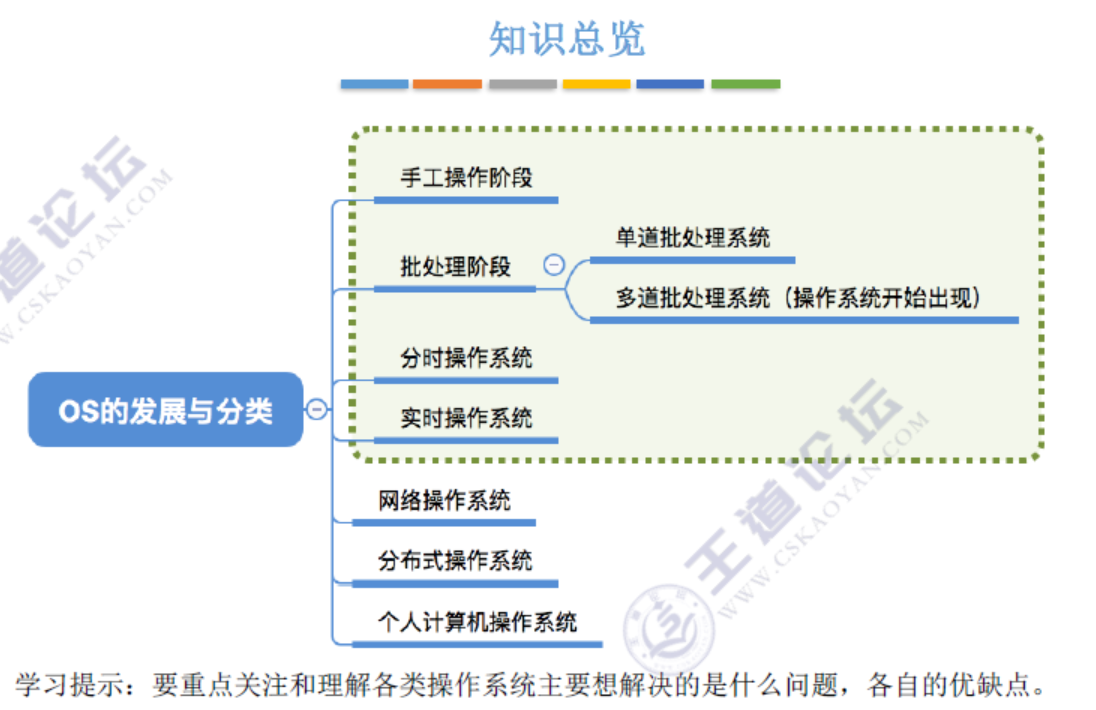 知识总览
手工操作阶段
批处理阶段
单道批处理系统
多道批处理系统（操作系统开始出现）
分时操作系统
实时操作系统
OS的发展与分类
网络操作系统
分布式操作系统
个人计算机操作系统
学习提示：要重点关注和理解各类操作系统主要想解决的是什么问题，各自的优缺点。
道论坛
W.CSKAOYAN.COM
王道论坛
WWW.CSKAOYAN.COM